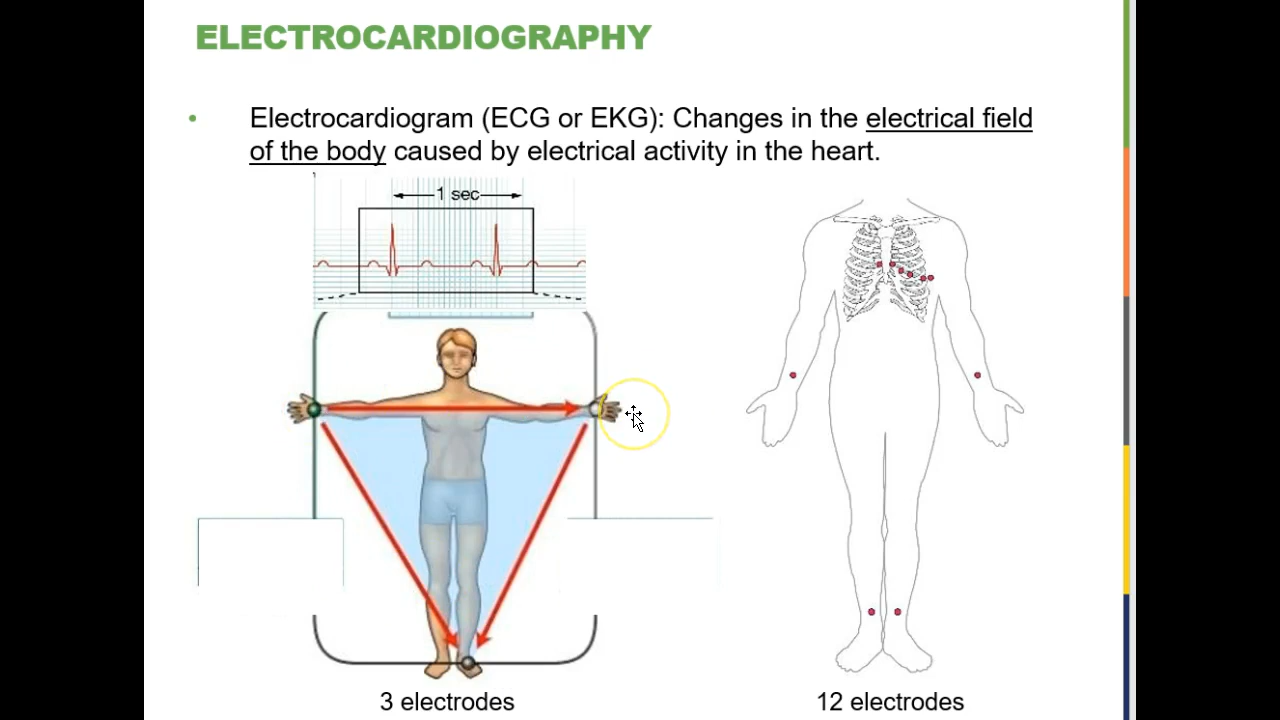 ELECTROCARDIOGRAPHY
• Electrocardiogram (ECG or EKG): Changes in the electrical field
of the body caused by electrical activity in the heart.
1 sec
3 electrodes
12 electrodes